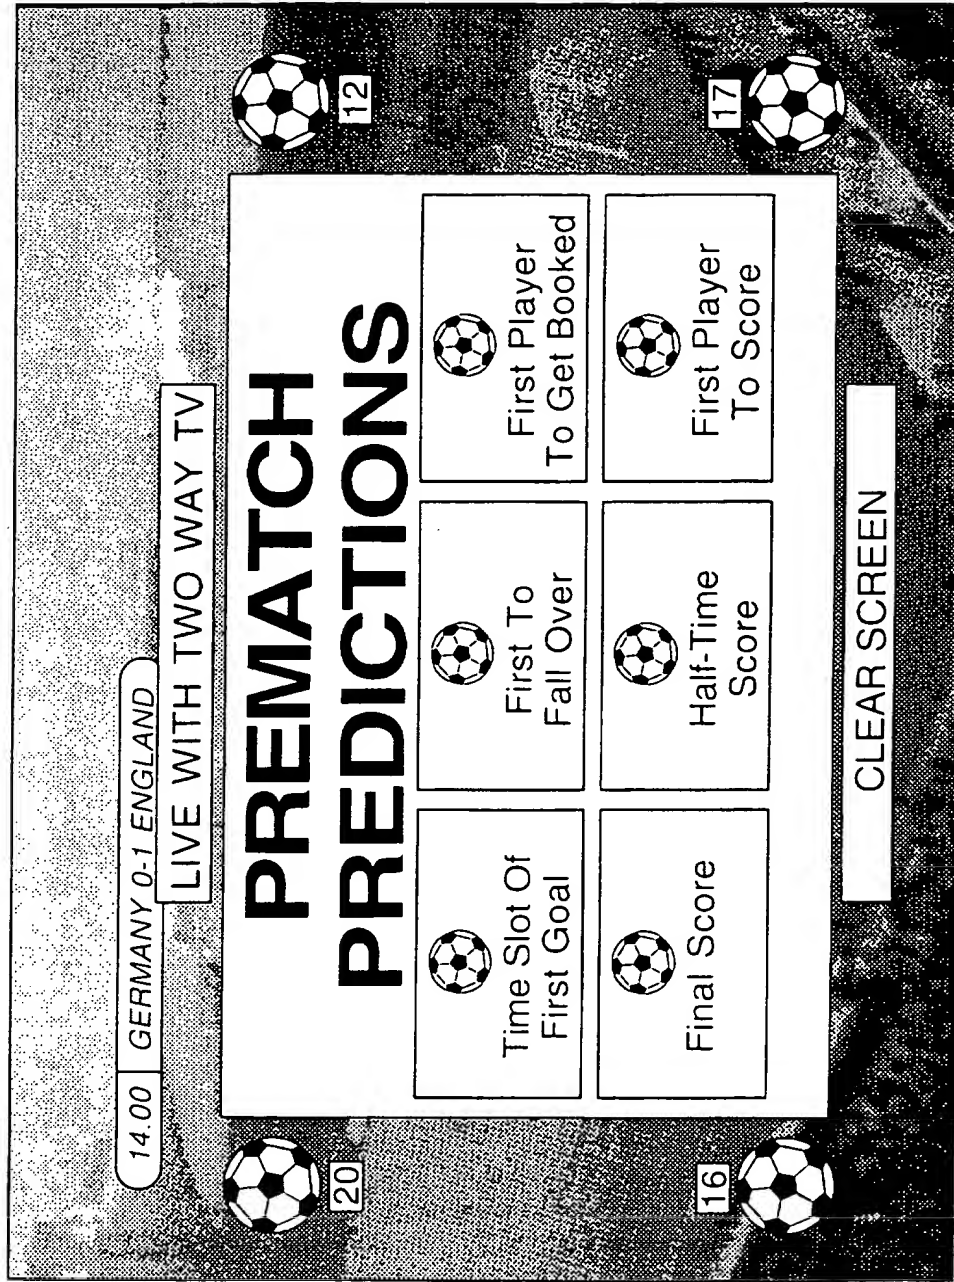 14.00 GERMANY 0-1 ENGLAND
LIVE WITH TWO WAY TV
20
12
PREMATCH
PREDICTIONS
Time Slot Of
First Goal
First To
Fall Over
First Player
To Get Booked
Final Score
Half-Time
Score
First Player
To Score
16
17
CLEAR SCREEN